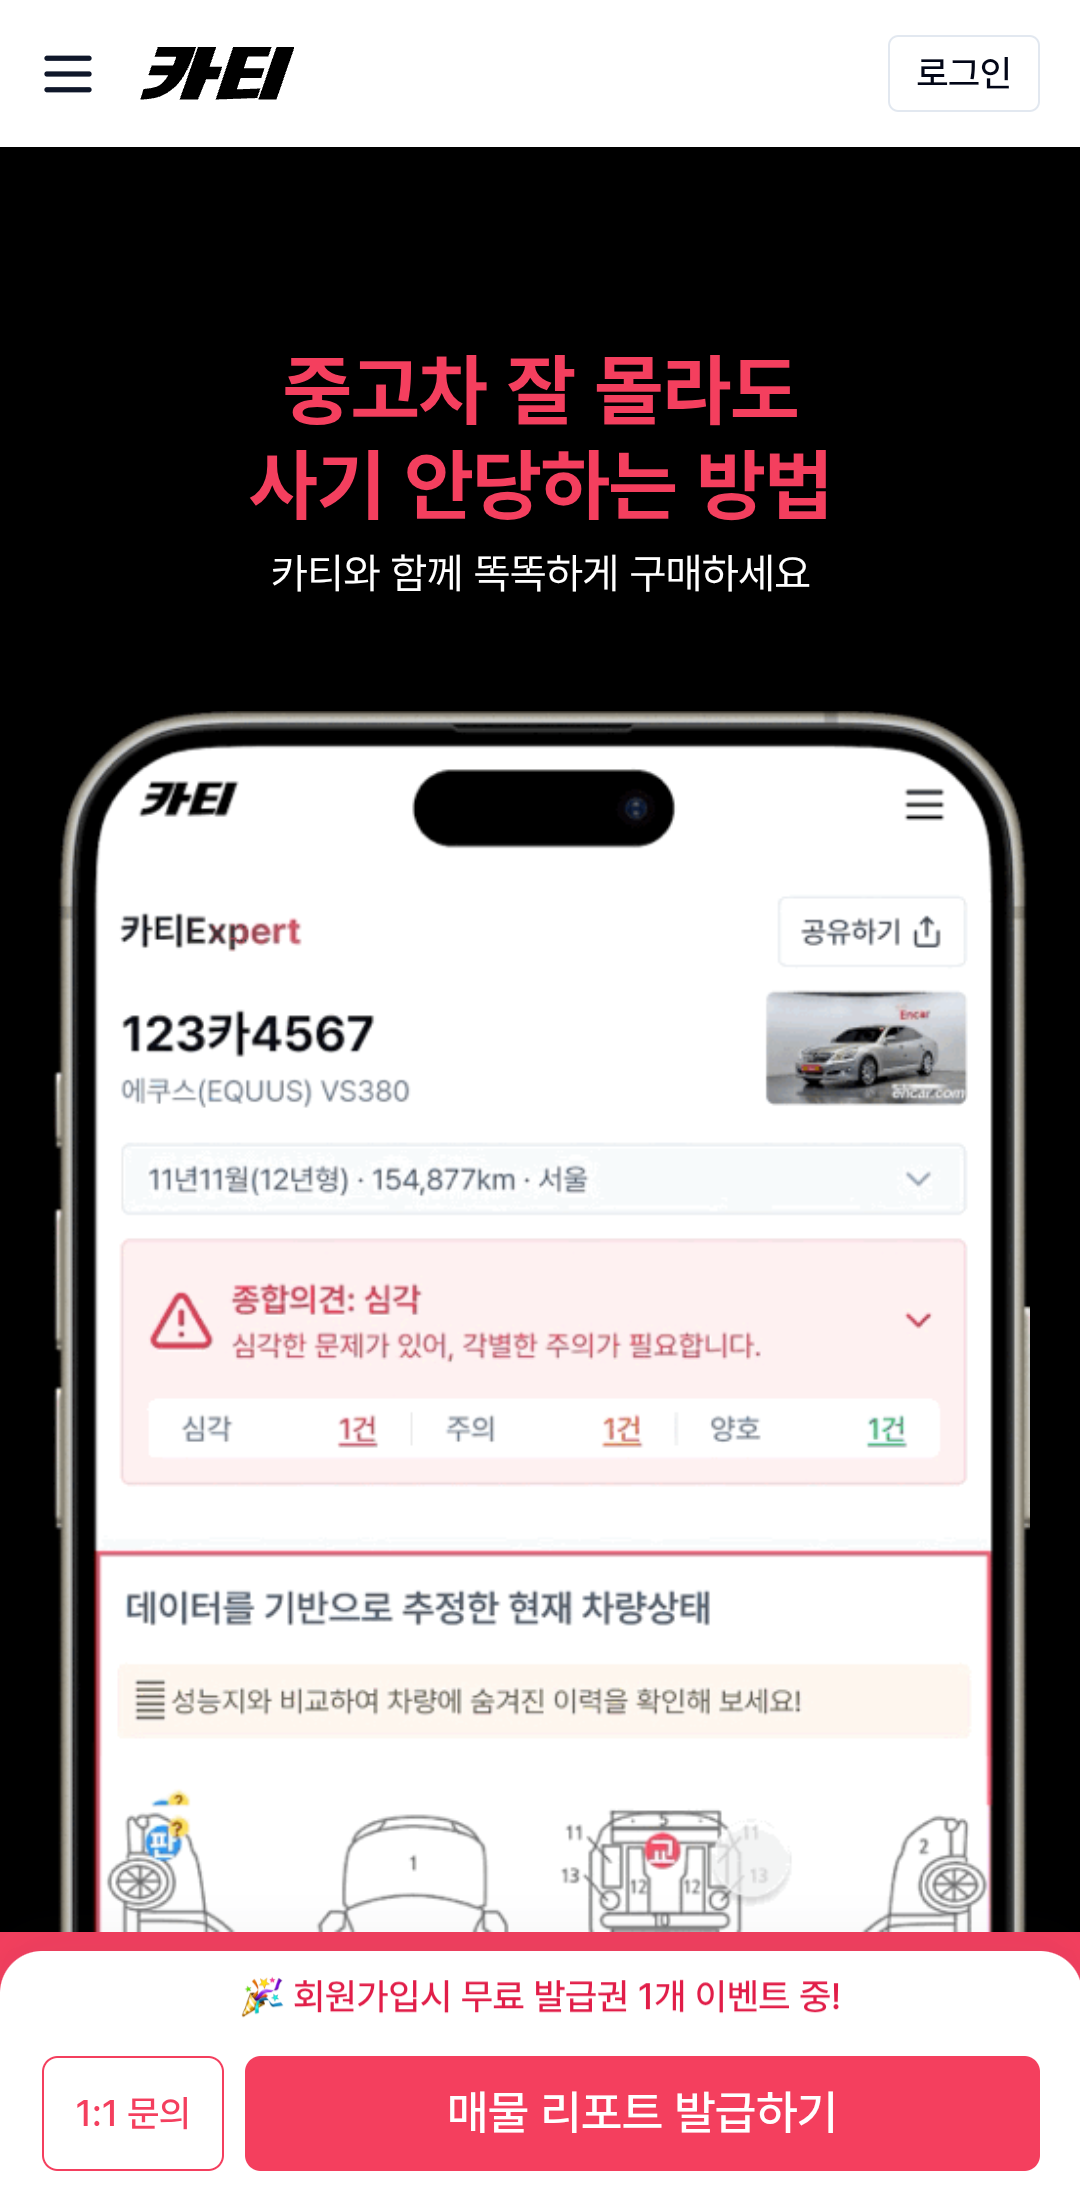 카티
로그인
중고차 잘 몰라도
사기 안당하는 방법
카티와 함께 똑똑하게 구매하세요
카티
카티Expert
공유하기
123카4567
Encar
encar.com
에쿠스(EQUUS) VS380
11년11월(12년형) · 154,877km · 서울
종합의견: 심각
심각한 문제가 있어, 각별한 주의가 필요합니다.
심각 1건 주의 1건 양호 1건
데이터를 기반으로 추정한 현재 차량상태
성능지와 비교하여 차량에 숨겨진 이력을 확인해 보세요!
?
판 ?
1
5
11 교 11
13 12 12 13
10
2
🎉 회원가입시 무료 발급권 1개 이벤트 중!
1:1 문의
매물 리포트 발급하기